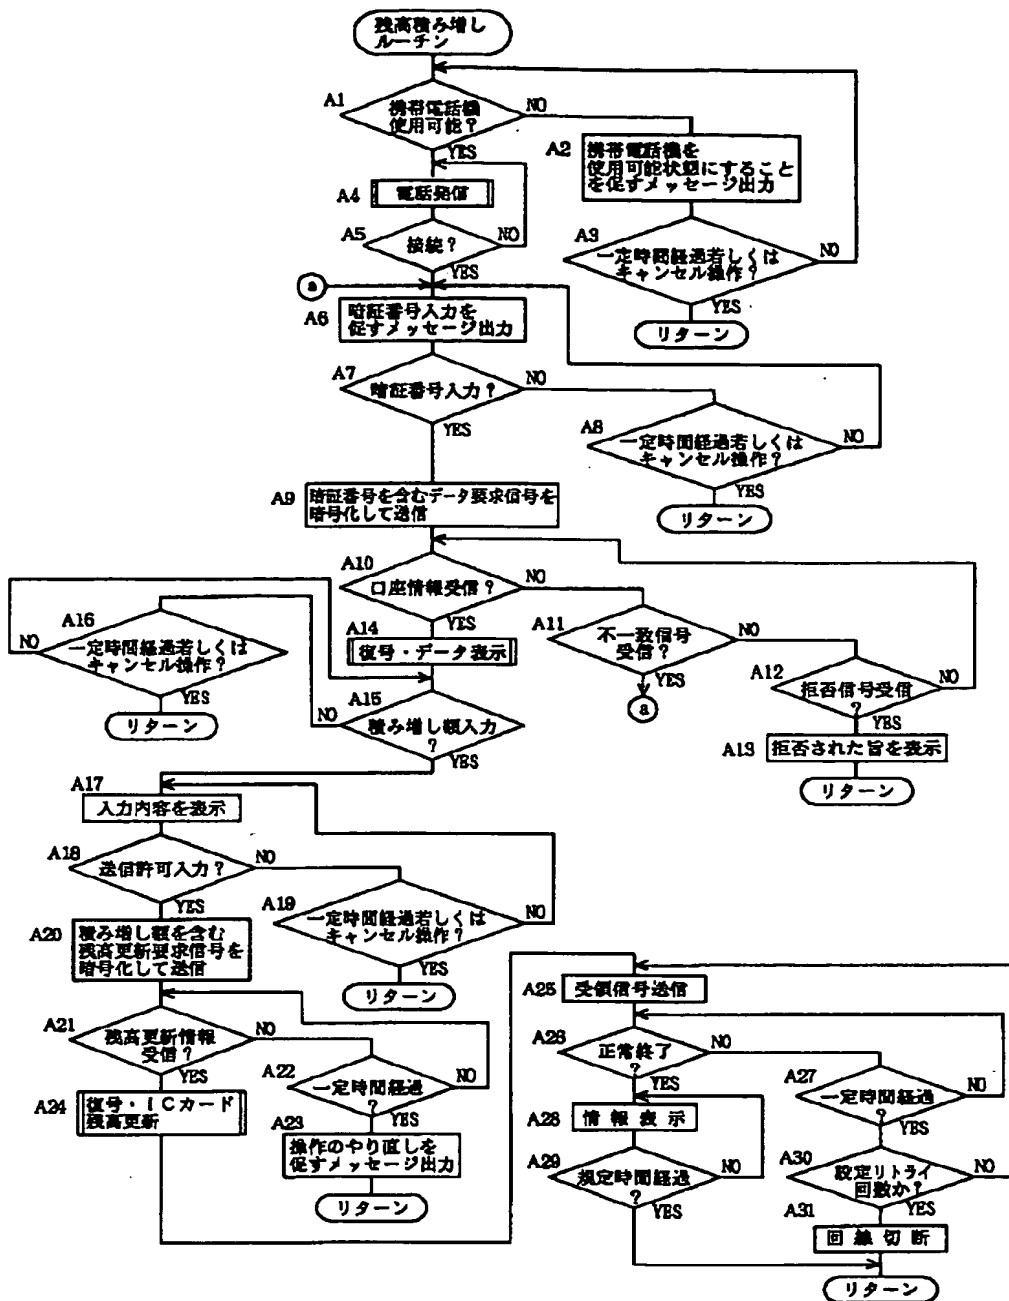 残高積み増し
ルーチン
A1
携帯電話機
使用可能？
NO
YES
A2
携帯電話機を
使用可能状態にすること
を促すメッセージ出力
A3
一定時間経過若しくは
キャンセル操作？
NO
YES
リターン
A4
電話発信
A5
接続？
NO
YES
a
A6
暗証番号入力を
促すメッセージ出力
A7
暗証番号入力？
NO
YES
A8
一定時間経過若しくは
キャンセル操作？
NO
YES
リターン
A9
暗証番号を含むデータ要求信号を
暗号化して送信
A10
口座情報受信？
NO
YES
A11
不一致信号
受信？
NO
YES
a
A12
拒否信号受信
？
NO
YES
A13
拒否された旨を表示
リターン
A14
復号・データ表示
A15
積み増し額入力
？
NO
YES
A16
一定時間経過若しくは
キャンセル操作？
NO
YES
リターン
A17
入力内容を表示
A18
送信許可入力？
NO
YES
A19
一定時間経過若しくは
キャンセル操作？
NO
YES
リターン
A20
積み増し額を含む
残高更新要求信号を
暗号化して送信
A21
残高更新情報
受信？
NO
YES
A22
一定時間経過
？
NO
YES
A23
操作のやり直しを
促すメッセージ出力
リターン
A24
復号・ICカード
残高更新
A25
受領信号送信
A26
正常終了
？
NO
YES
A27
一定時間経過
？
NO
YES
A28
情報表示
A29
規定時間経過
？
NO
YES
A30
設定リトライ
回数か？
NO
YES
A31
回線切断
リターン